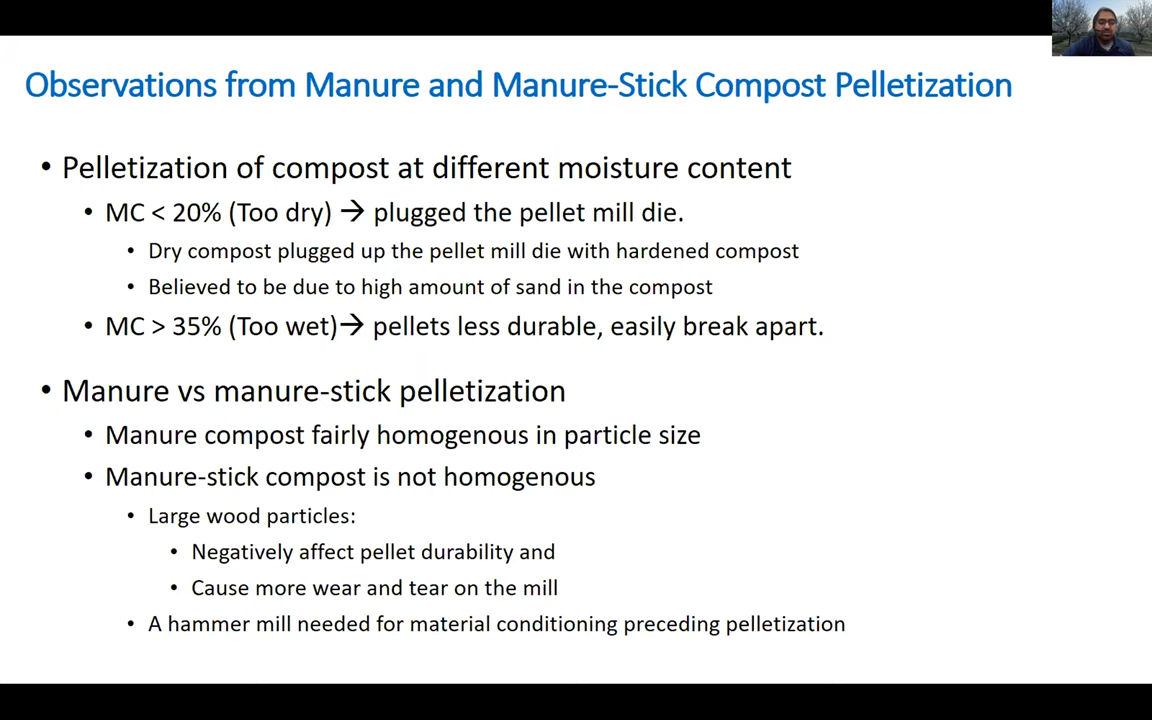 Observations from Manure and Manure-Stick Compost Pelletization
• Pelletization of compost at different moisture content
• MC < 20% (Too dry) → plugged the pellet mill die.
• Dry compost plugged up the pellet mill die with hardened compost
• Believed to be due to high amount of sand in the compost
• MC > 35% (Too wet)→ pellets less durable, easily break apart.
• Manure vs manure-stick pelletization
• Manure compost fairly homogenous in particle size
• Manure-stick compost is not homogenous
• Large wood particles:
• Negatively affect pellet durability and
• Cause more wear and tear on the mill
• A hammer mill needed for material conditioning preceding pelletization